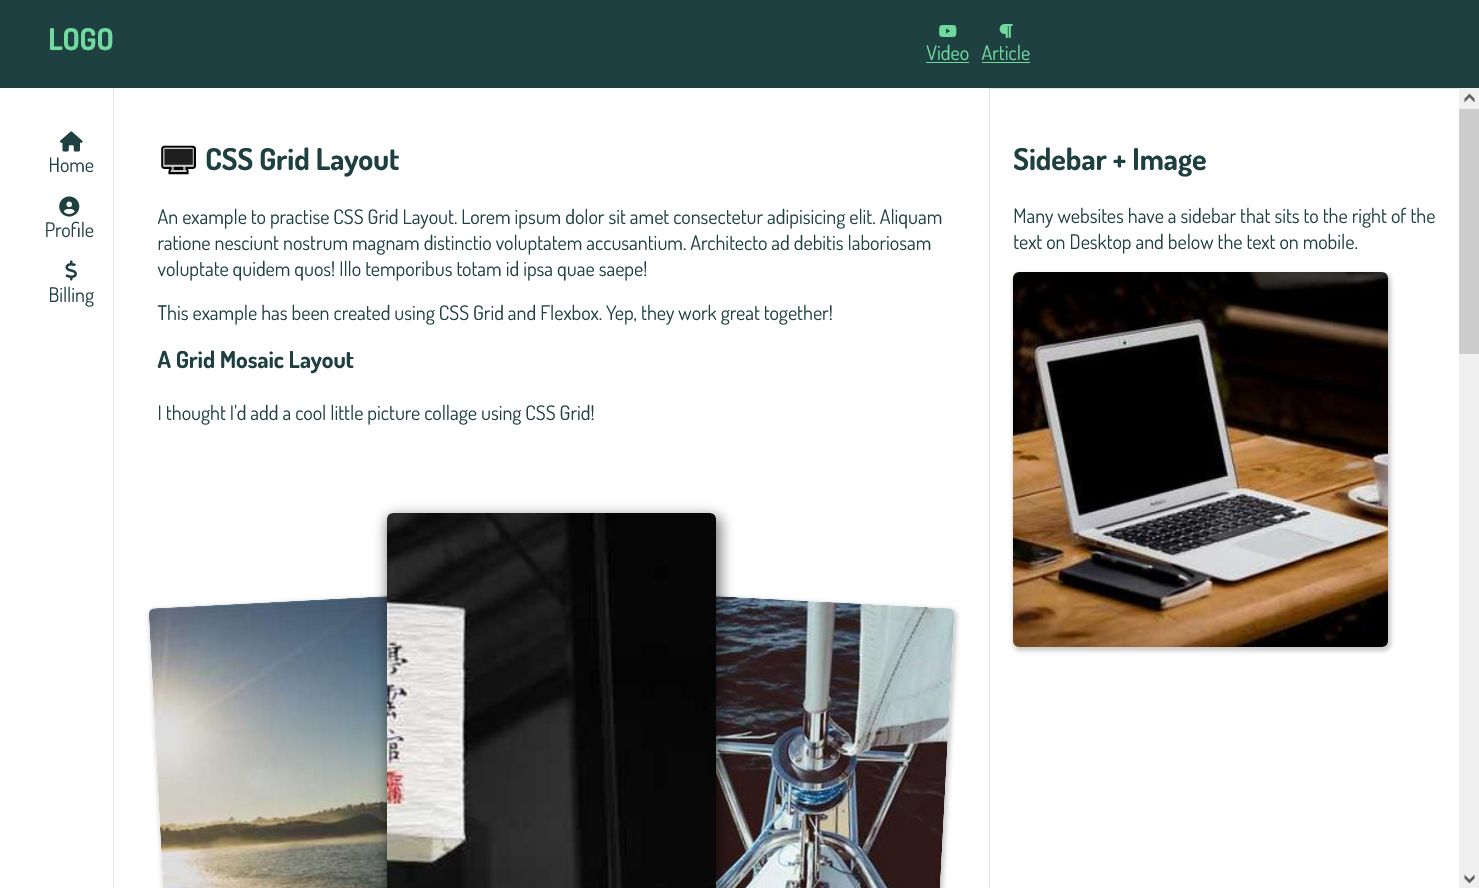 LOGO
Video
Article
Home
Profile
Billing
CSS Grid Layout
An example to practise CSS Grid Layout. Lorem ipsum dolor sit amet consectetur adipisicing elit. Aliquam
ratione nesciunt nostrum magnam distinctio voluptatem accusantium. Architecto ad debitis laboriosam
voluptate quidem quos! Illo temporibus totam id ipsa quae saepe!
This example has been created using CSS Grid and Flexbox. Yep, they work great together!
A Grid Mosaic Layout
I thought I'd add a cool little picture collage using CSS Grid!
Sidebar + Image
Many websites have a sidebar that sits to the right of the
text on Desktop and below the text on mobile.